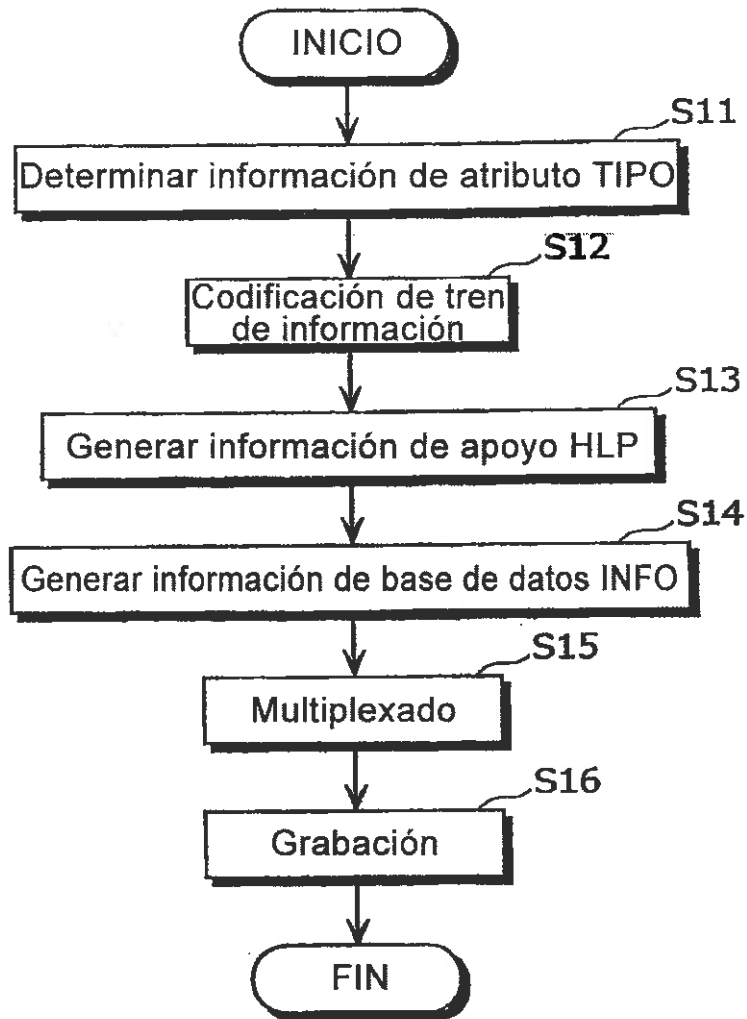 INICIO
S11
Determinar información de atributo TIPO
S12
Codificación de tren
de información
S13
Generar información de apoyo HLP
S14
Generar información de base de datos INFO
S15
Multiplexado
S16
Grabación
FIN